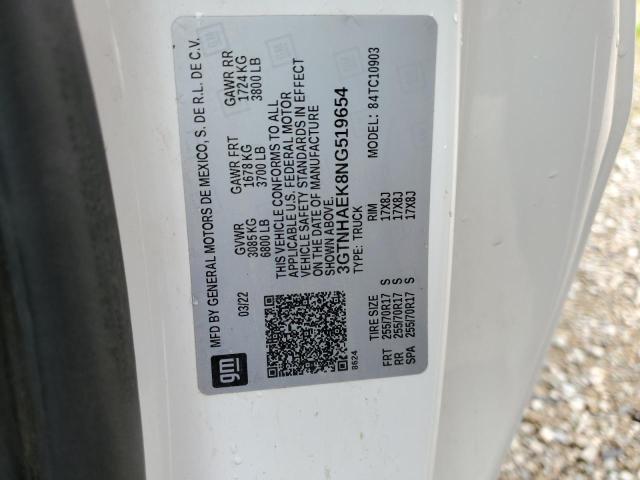 gm
MFD BY GENERAL MOTORS DE MEXICO, S. DE R.L. DE C.V.
03/22
GVWR GAWR FRT GAWR RR
3085 KG 1678 KG 1724 KG
6800 LB 3700 LB 3800 LB
THIS VEHICLE CONFORMS TO ALL
APPLICABLE U.S. FEDERAL MOTOR
VEHICLE SAFETY STANDARDS IN EFFECT
ON THE DATE OF MANUFACTURE
SHOWN ABOVE.
3GTNHAEK8NG519654
TYPE: TRUCK MODEL: 84TC10903
8624
TIRE SIZE RIM
FRT 255/70R17 S 17X8J
RR 255/70R17 S 17X8J
SPA 255/70R17 S 17X8J